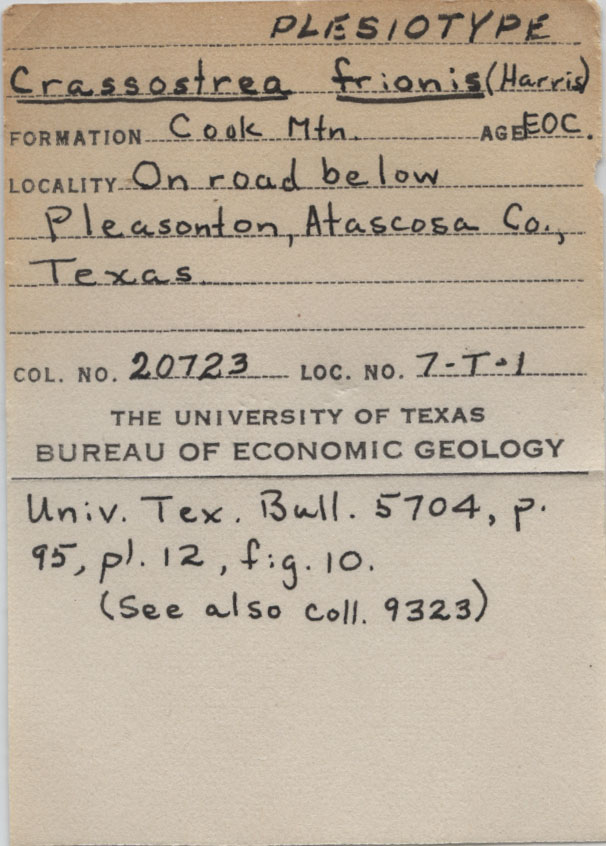 PLESIOTYPE
Crassostrea frionis (Harris)
FORMATION Cook Mtn. AGE EOC.
LOCALITY On road below
Pleasonton, Atascosa Co.,
Texas.
COL. NO. 20723 LOC. NO. 7-T-1
THE UNIVERSITY OF TEXAS
BUREAU OF ECONOMIC GEOLOGY
Univ. Tex. Bull. 5704, p.
95, pl. 12, fig. 10.
(See also coll. 9323)